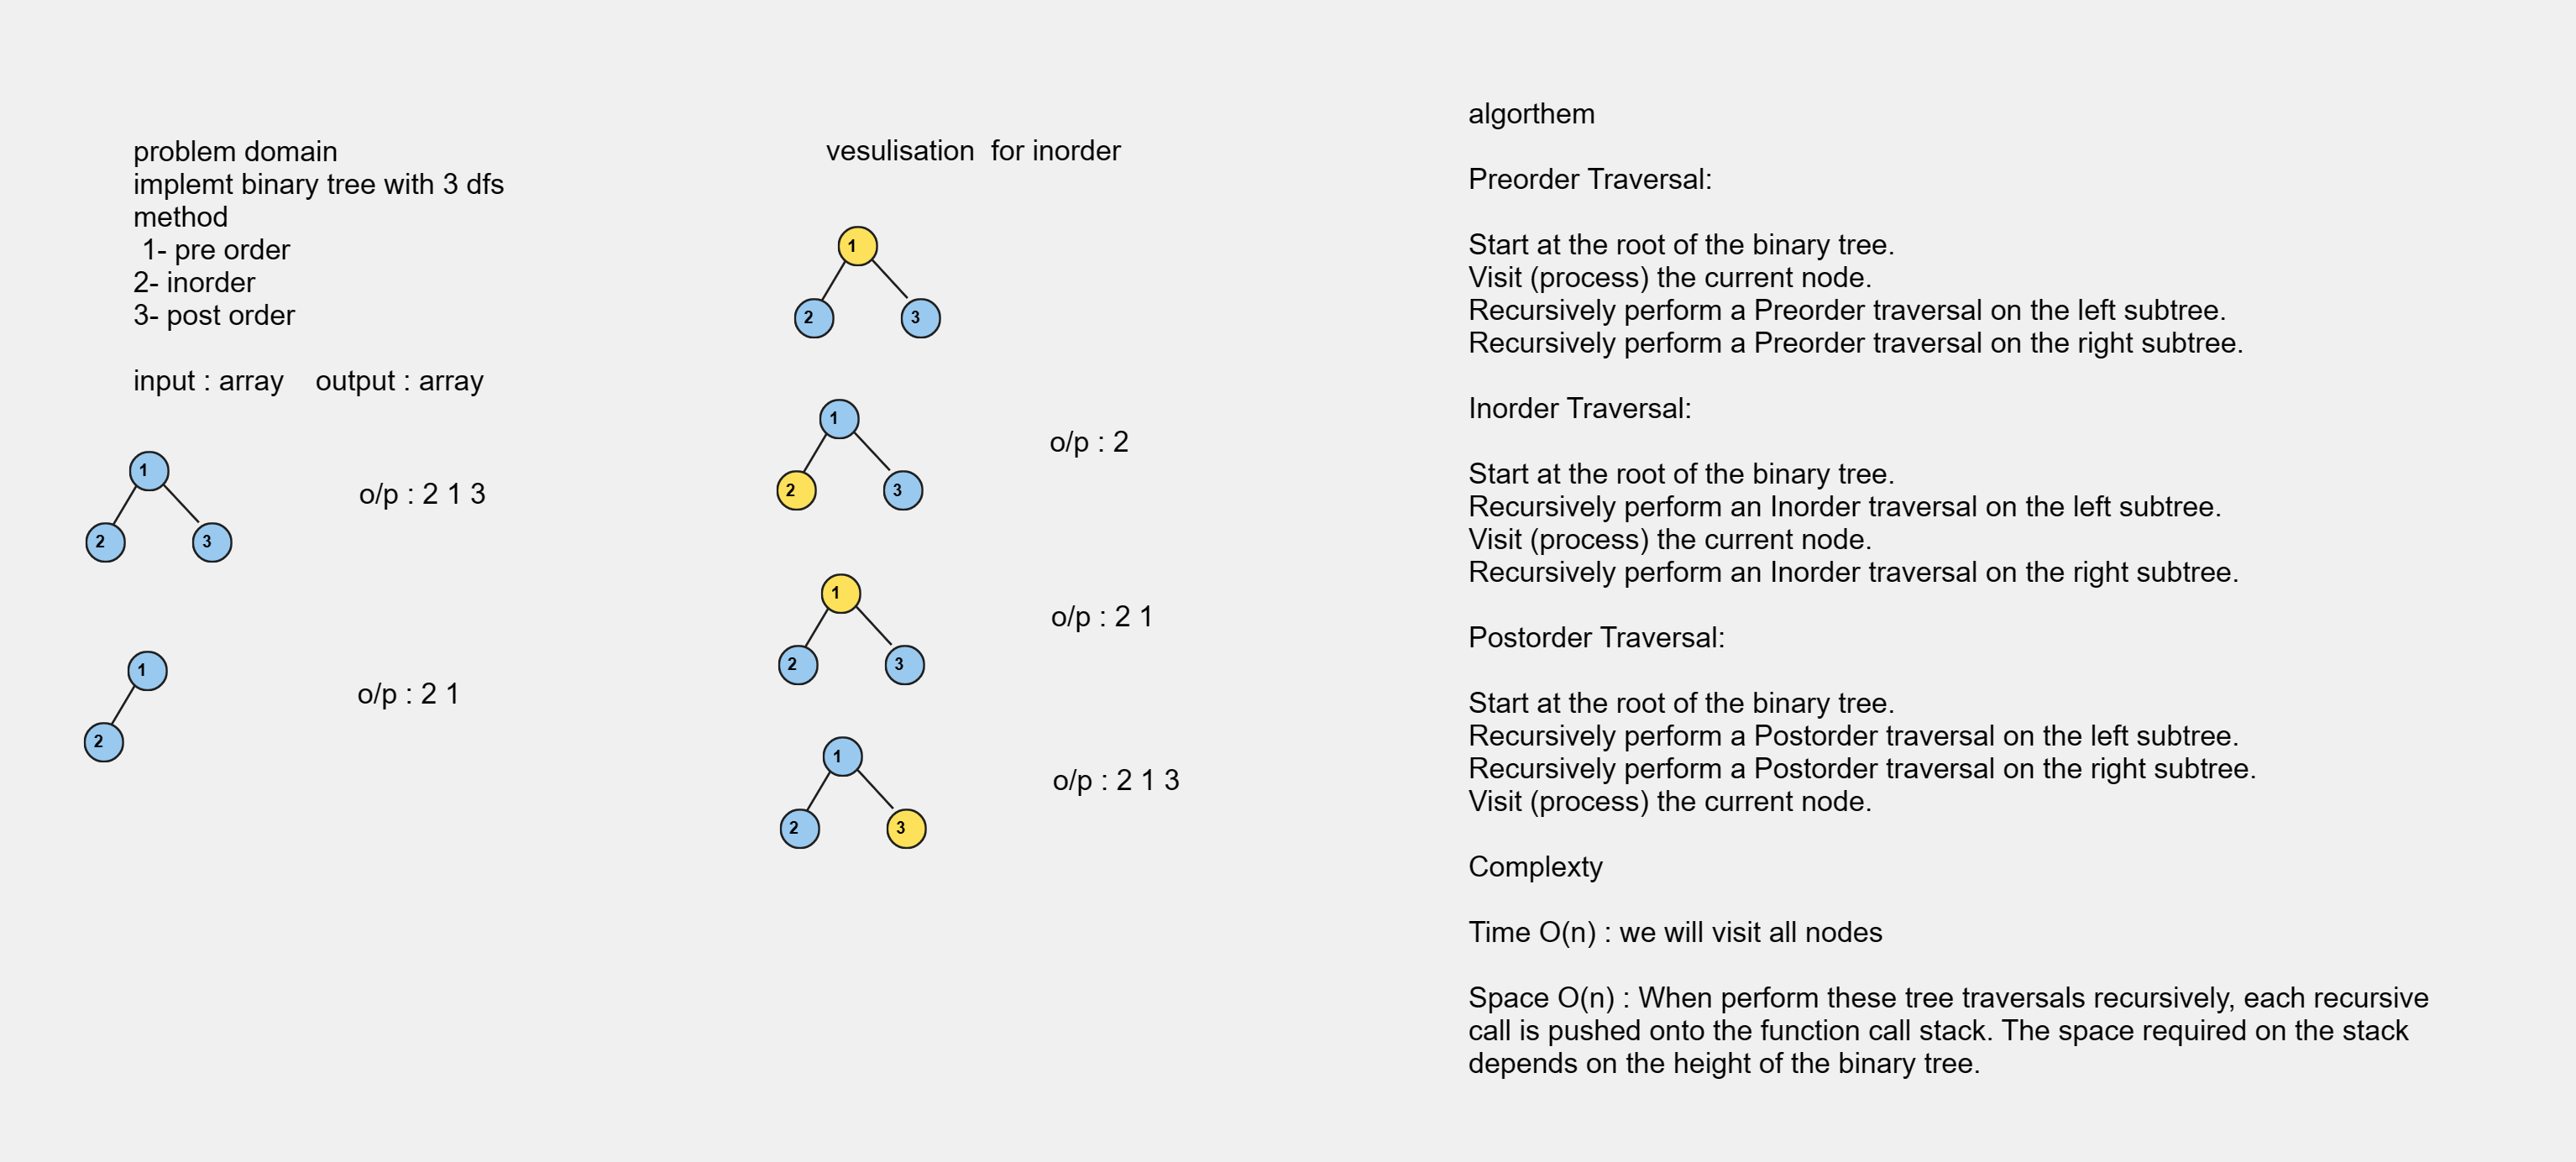 problem domain
implemt binary tree with 3 dfs
method
1- pre order
2- inorder
3- post order
input : array output : array
1
o/p : 2 1 3
2 3
1
o/p : 2 1
2
vesulisation for inorder
1
2 3
1
o/p : 2
2 3
1
o/p : 2 1
2 3
1
o/p : 2 1 3
2 3
algorthem
Preorder Traversal:
Start at the root of the binary tree.
Visit (process) the current node.
Recursively perform a Preorder traversal on the left subtree.
Recursively perform a Preorder traversal on the right subtree.
Inorder Traversal:
Start at the root of the binary tree.
Recursively perform an Inorder traversal on the left subtree.
Visit (process) the current node.
Recursively perform an Inorder traversal on the right subtree.
Postorder Traversal:
Start at the root of the binary tree.
Recursively perform a Postorder traversal on the left subtree.
Recursively perform a Postorder traversal on the right subtree.
Visit (process) the current node.
Complexty
Time O(n) : we will visit all nodes
Space O(n) : When perform these tree traversals recursively, each recursive
call is pushed onto the function call stack. The space required on the stack
depends on the height of the binary tree.